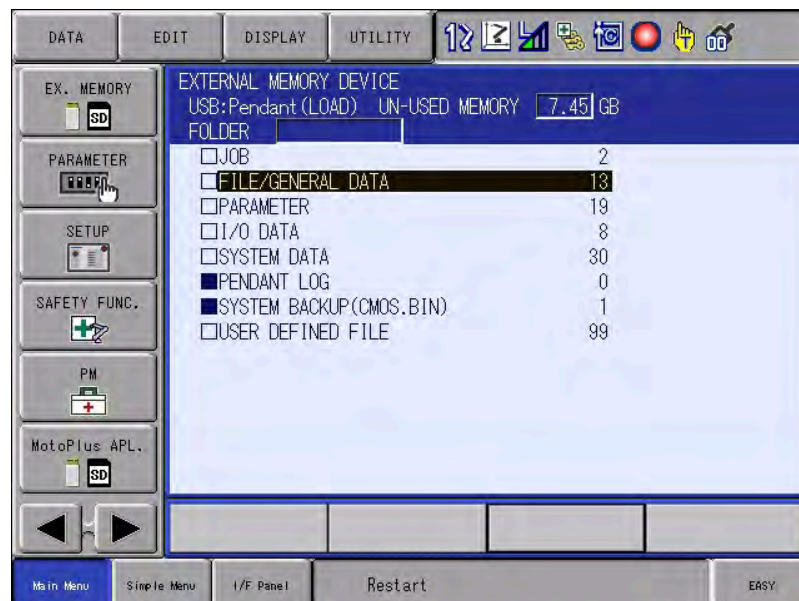 DATA
EDIT
DISPLAY
UTILITY
EX. MEMORY
SD
PARAMETER
SETUP
SAFETY FUNC.
PM
MotoPlus APL.
SD
EXTERNAL MEMORY DEVICE
USB:Pendant(LOAD) UN-USED MEMORY 7.45 GB
FOLDER
JOB 2
FILE/GENERAL DATA 13
PARAMETER 19
I/O DATA 8
SYSTEM DATA 30
PENDANT LOG 0
SYSTEM BACKUP(CMOS.BIN) 1
USER DEFINED FILE 99
Main Menu
Simple Menu
I/F Panel
Restart
EASY